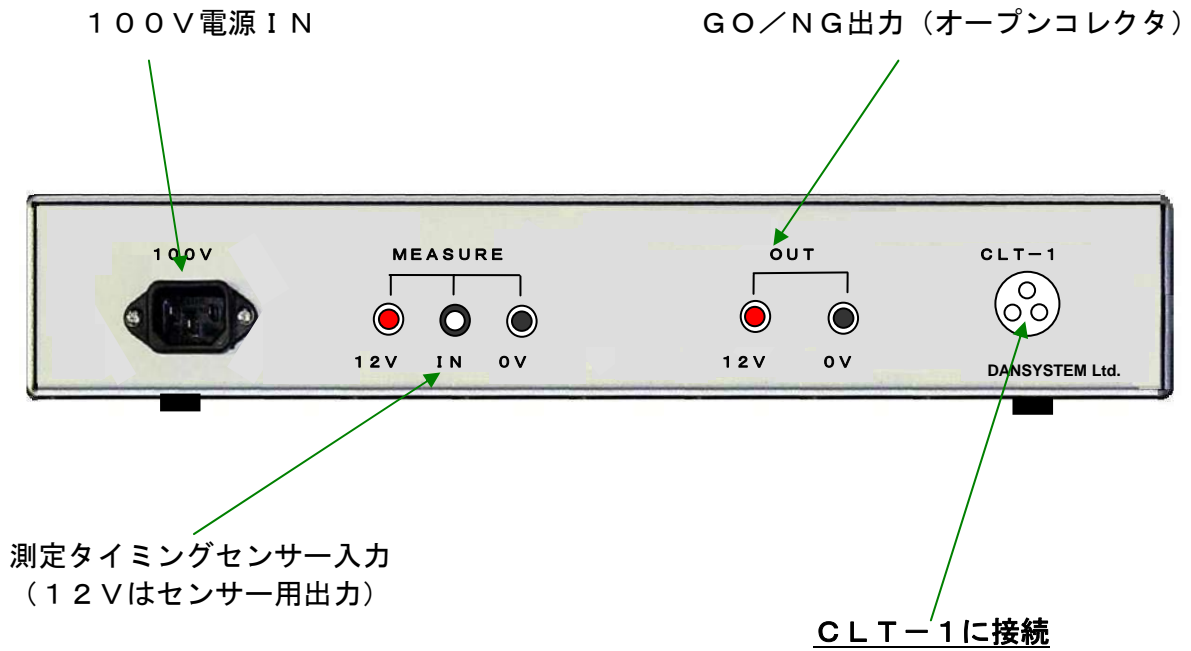 １００Ｖ電源ＩＮ
ＧＯ／ＮＧ出力（オープンコレクタ）
１００Ｖ
ＭＥＡＳＵＲＥ
ＯＵＴ
ＣＬＴ－１
１２Ｖ
ＩＮ
０Ｖ
１２Ｖ
０Ｖ
DANSYSTEM Ltd.
測定タイミングセンサー入力
（１２Ｖはセンサー用出力）
ＣＬＴ－１に接続